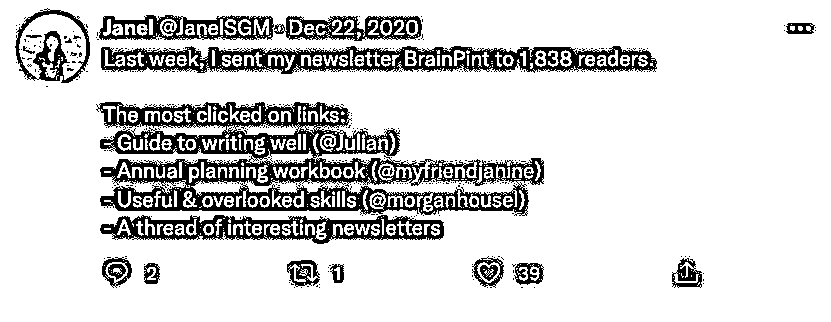 Janel @JanelSGM · Dec 22, 2020
Last week, I sent my newsletter BrainPint to 1,838 readers.
The most clicked on links:
- Guide to writing well (@Julian)
- Annual planning workbook (@myfriendjanine)
- Useful & overlooked skills (@morganhousel)
- A thread of interesting newsletters
2 1 39